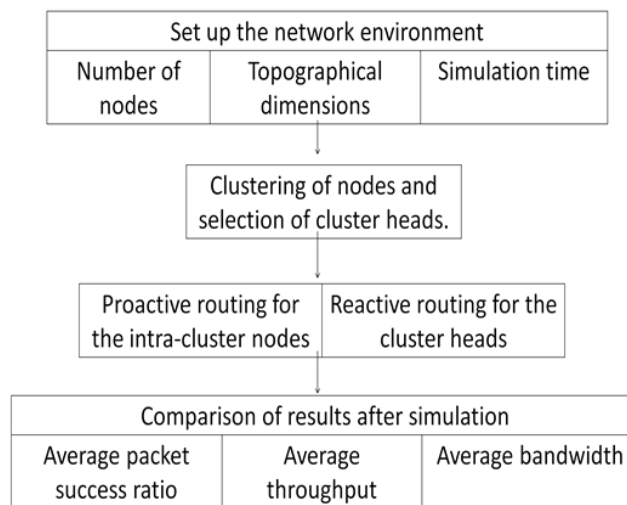 Set up the network environment
Number of
nodes
Topographical
dimensions
Simulation time
Clustering of nodes and
selection of cluster heads.
Proactive routing for
the intra-cluster nodes
Reactive routing for the
cluster heads
Comparison of results after simulation
Average packet
success ratio
Average
throughput
Average bandwidth